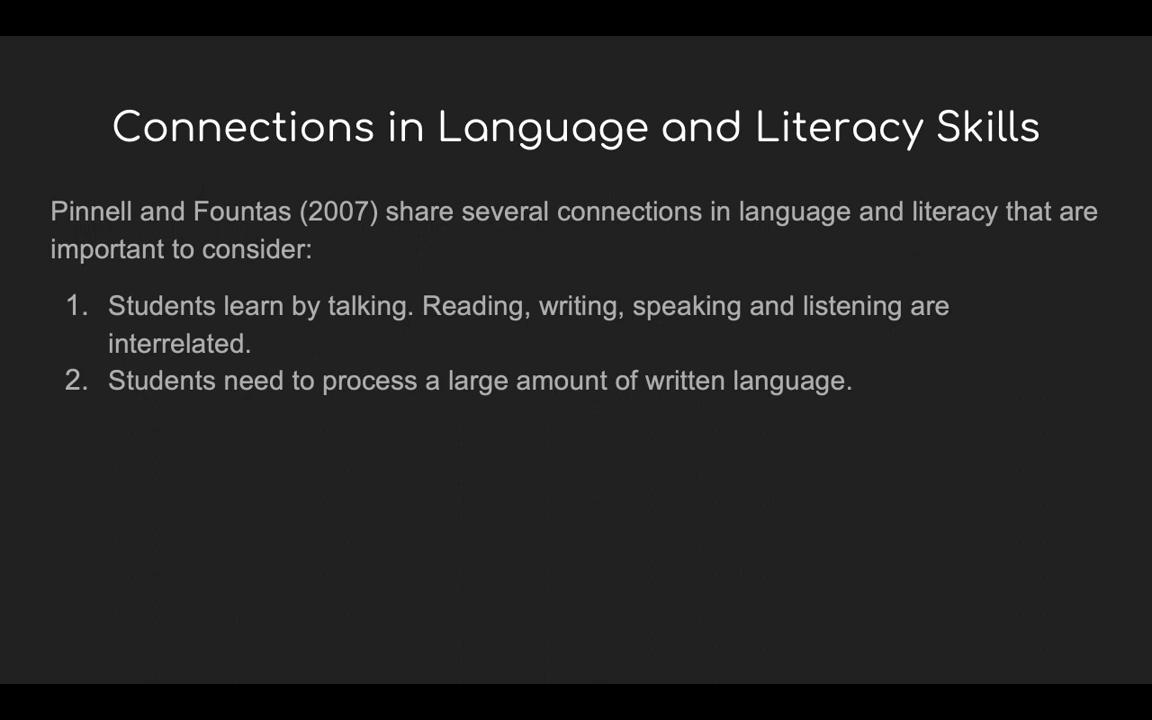 Connections in Language and Literacy Skills
Pinnell and Fountas (2007) share several connections in language and literacy that are
important to consider:
1. Students learn by talking. Reading, writing, speaking and listening are
interrelated.
2. Students need to process a large amount of written language.